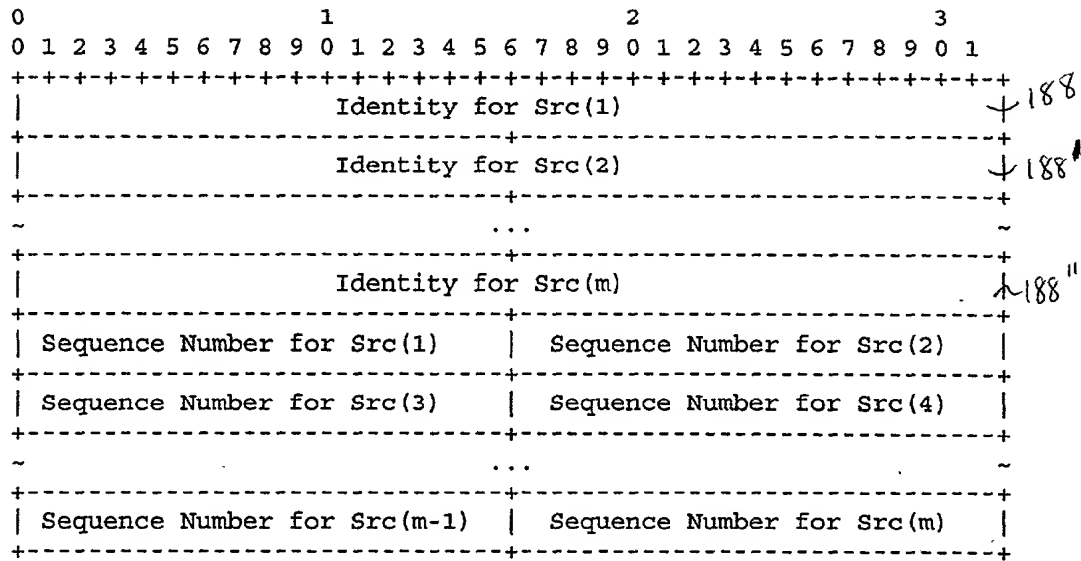 0                   1                   2                   3
0 1 2 3 4 5 6 7 8 9 0 1 2 3 4 5 6 7 8 9 0 1 2 3 4 5 6 7 8 9 0 1
+-+-+-+-+-+-+-+-+-+-+-+-+-+-+-+-+-+-+-+-+-+-+-+-+-+-+-+-+-+-+-+-+
| Identity for Src(1) | 188
+-------------------------------+-------------------------------+
| Identity for Src(2) | 188'
+-------------------------------+-------------------------------+
~ ... ~
+-------------------------------+-------------------------------+
| Identity for Src(m) | 188"
+-------------------------------+-------------------------------+
| Sequence Number for Src(1) | Sequence Number for Src(2) |
+-------------------------------+-------------------------------+
| Sequence Number for Src(3) | Sequence Number for Src(4) |
+-------------------------------+-------------------------------+
~ ... ~
+-------------------------------+-------------------------------+
| Sequence Number for Src(m-1) | Sequence Number for Src(m) |
+-------------------------------+-------------------------------+